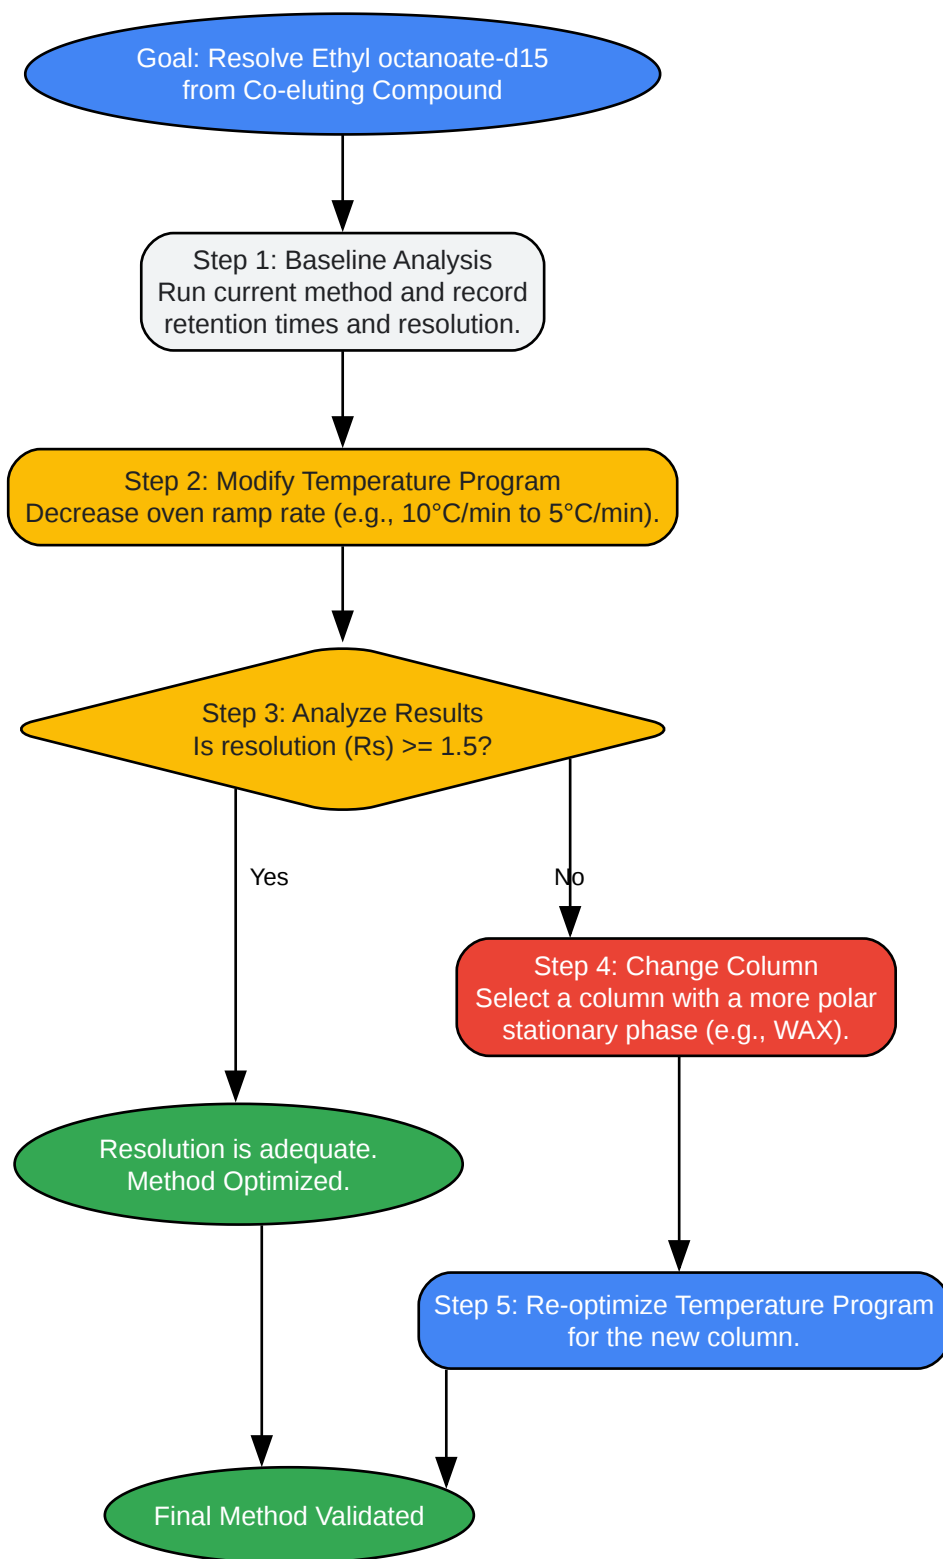 Goal: Resolve Ethyl octanoate-d15
from Co-eluting Compound
Step 1: Baseline Analysis
Run current method and record
retention times and resolution.
Step 2: Modify Temperature Program
Decrease oven ramp rate (e.g., 10°C/min to 5°C/min).
Step 3: Analyze Results
Is resolution (Rs) >= 1.5?
Yes
No
Step 4: Change Column
Select a column with a more polar
stationary phase (e.g., WAX).
Resolution is adequate.
Method Optimized.
Step 5: Re-optimize Temperature Program
for the new column.
Final Method Validated